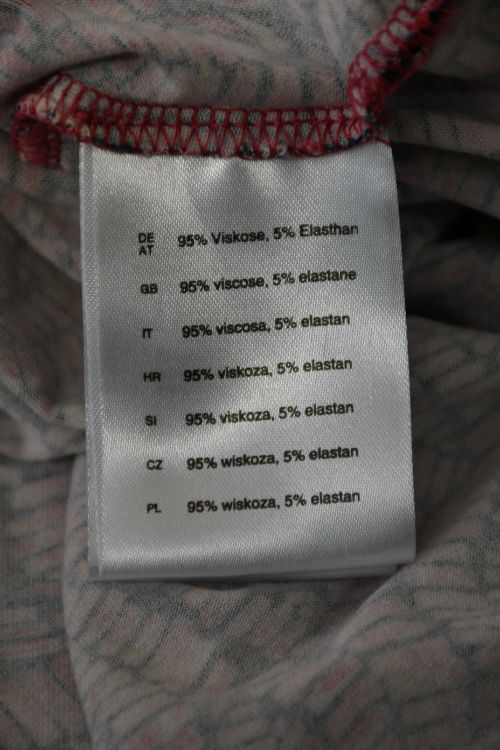 DE
AT 95% Viskose, 5% Elasthan
GB 95% viscose, 5% elastane
IT 95% viscosa, 5% elastan
HR 95% viskoza, 5% elastan
SI 95% viskoza, 5% elastan
CZ 95% wiskoza, 5% elastan
PL 95% wiskoza, 5% elastan